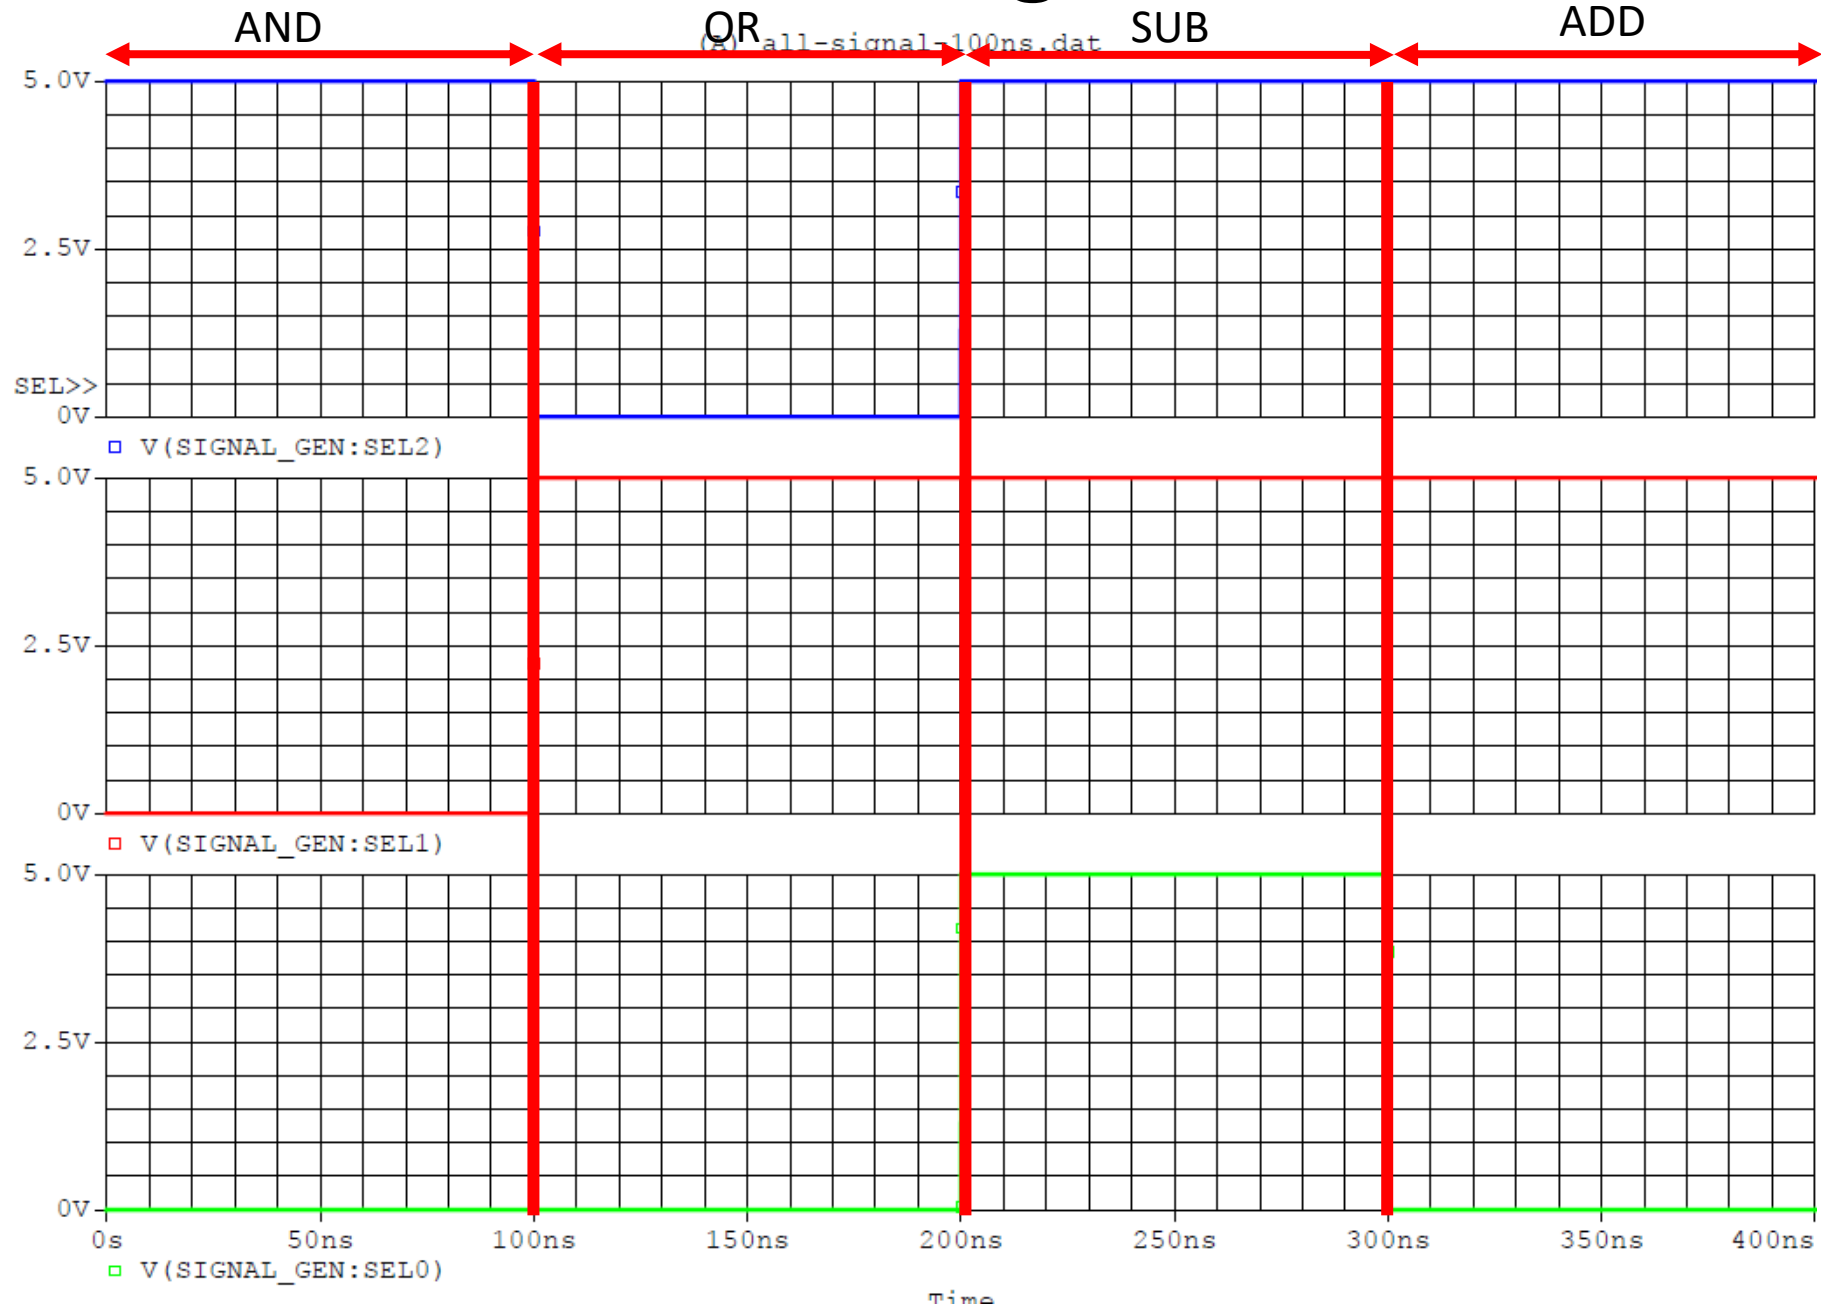 AND OR SUB ADD
(A) all-signal-100ns.dat
5.0V
2.5V
SEL>>
0V
V(SIGNAL_GEN:SEL2)
5.0V
2.5V
0V
V(SIGNAL_GEN:SEL1)
5.0V
2.5V
0V
0s 50ns 100ns 150ns 200ns 250ns 300ns 350ns 400ns
V(SIGNAL_GEN:SEL0)
Time